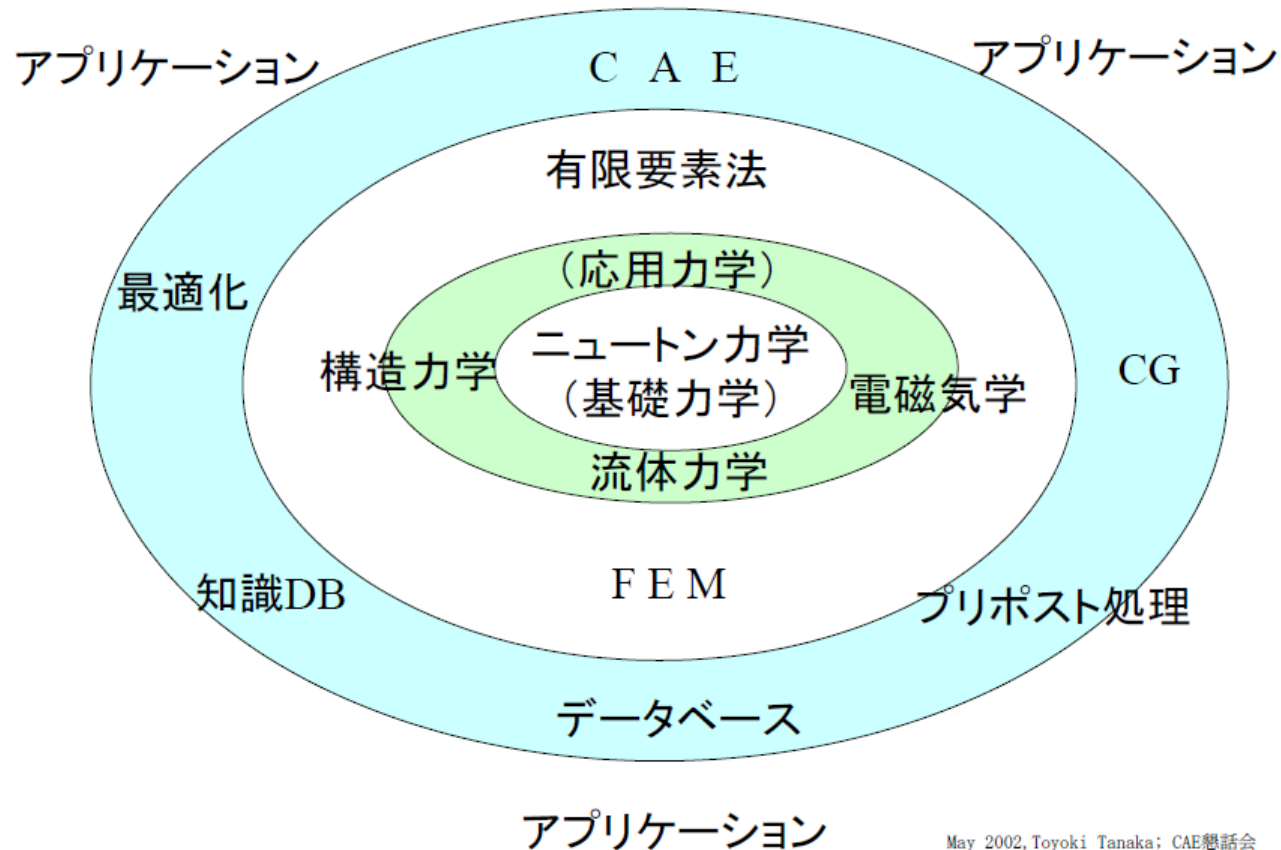 アプリケーション
C A E
アプリケーション
有限要素法
(応用力学)
最適化
ニュートン力学
構造力学
CG
(基礎力学)
電磁気学
流体力学
F E M
知識DB
プリポスト処理
データベース
アプリケーション
May 2002,Toyoki Tanaka; CAE懇話会